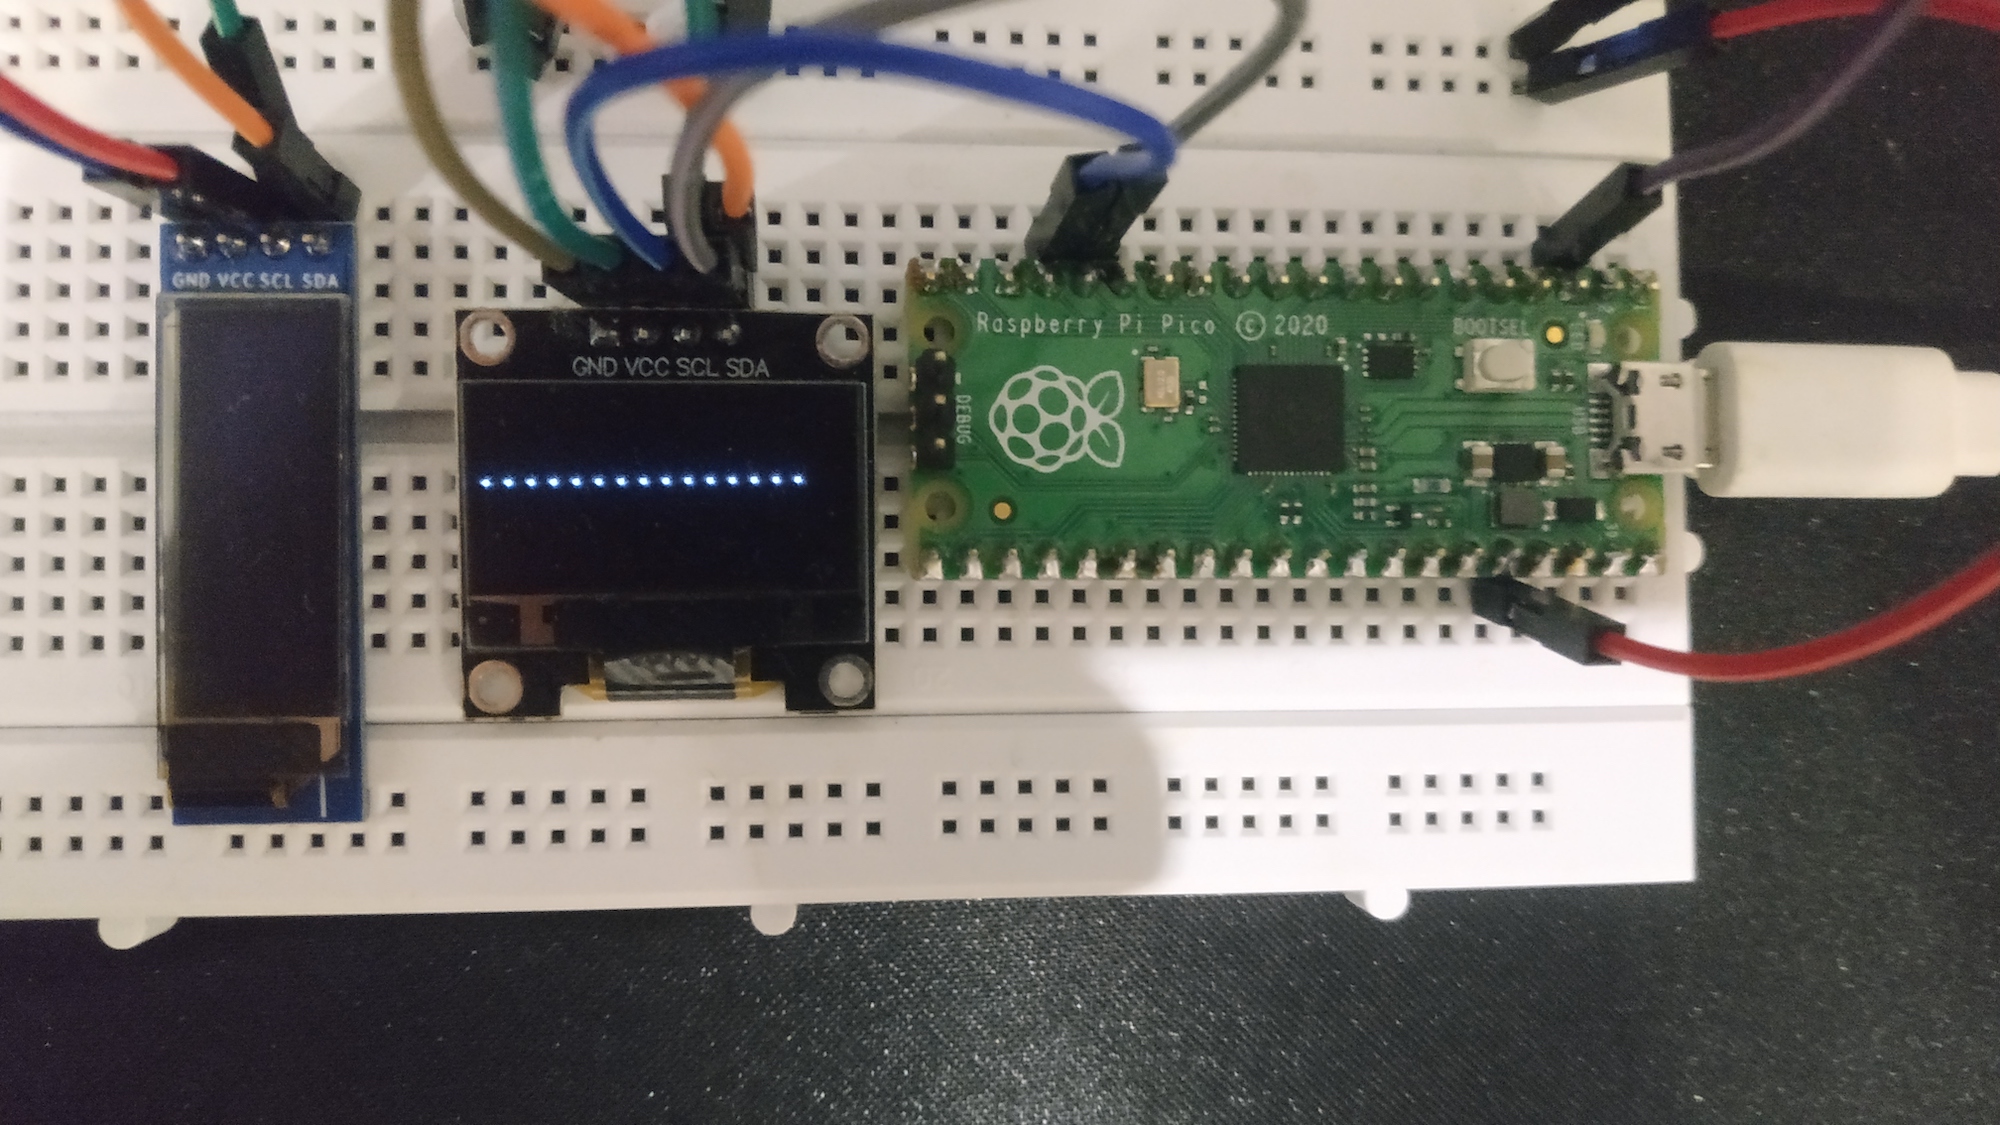 GND VCC SCL SDA
GND VCC SCL SDA
Raspberry Pi Pico © 2020
BOOTSEL
DEBUG